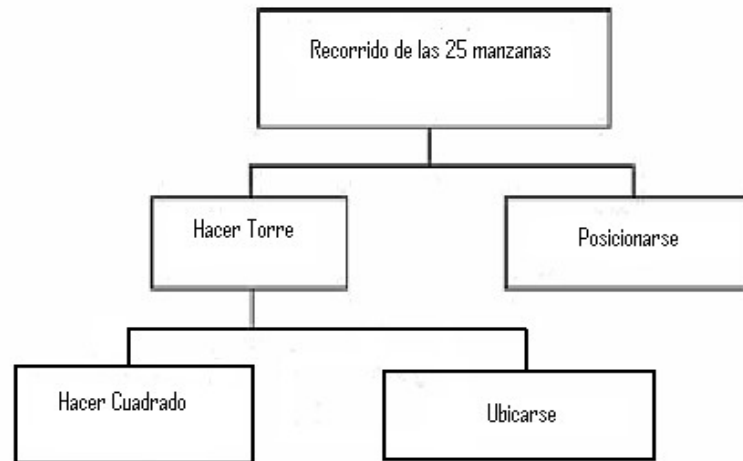 Recorrido de las 25 manzanas
Hacer Torre
Posicionarse
Hacer Cuadrado
Ubicarse